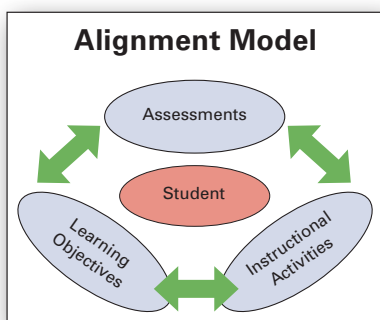 Alignment Model
Assessments
Student
Learning
Objectives
Instructional
Activities